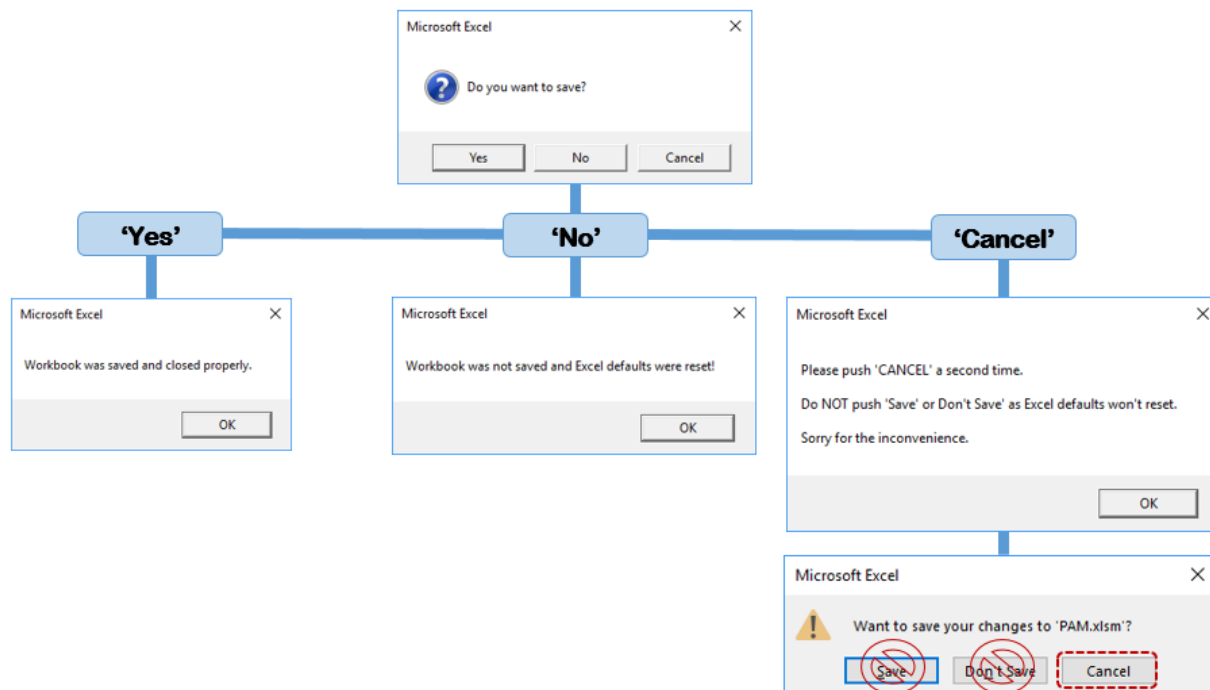 Microsoft Excel
Do you want to save?
Yes No Cancel
‘Yes’ ‘No’ ‘Cancel’
Microsoft Excel
Workbook was saved and closed properly.
OK
Microsoft Excel
Workbook was not saved and Excel defaults were reset!
OK
Microsoft Excel
Please push 'CANCEL' a second time.
Do NOT push 'Save' or Don't Save' as Excel defaults won't reset.
Sorry for the inconvenience.
OK
Microsoft Excel
Want to save your changes to 'PAM.xlsm'?
Save Don't Save Cancel